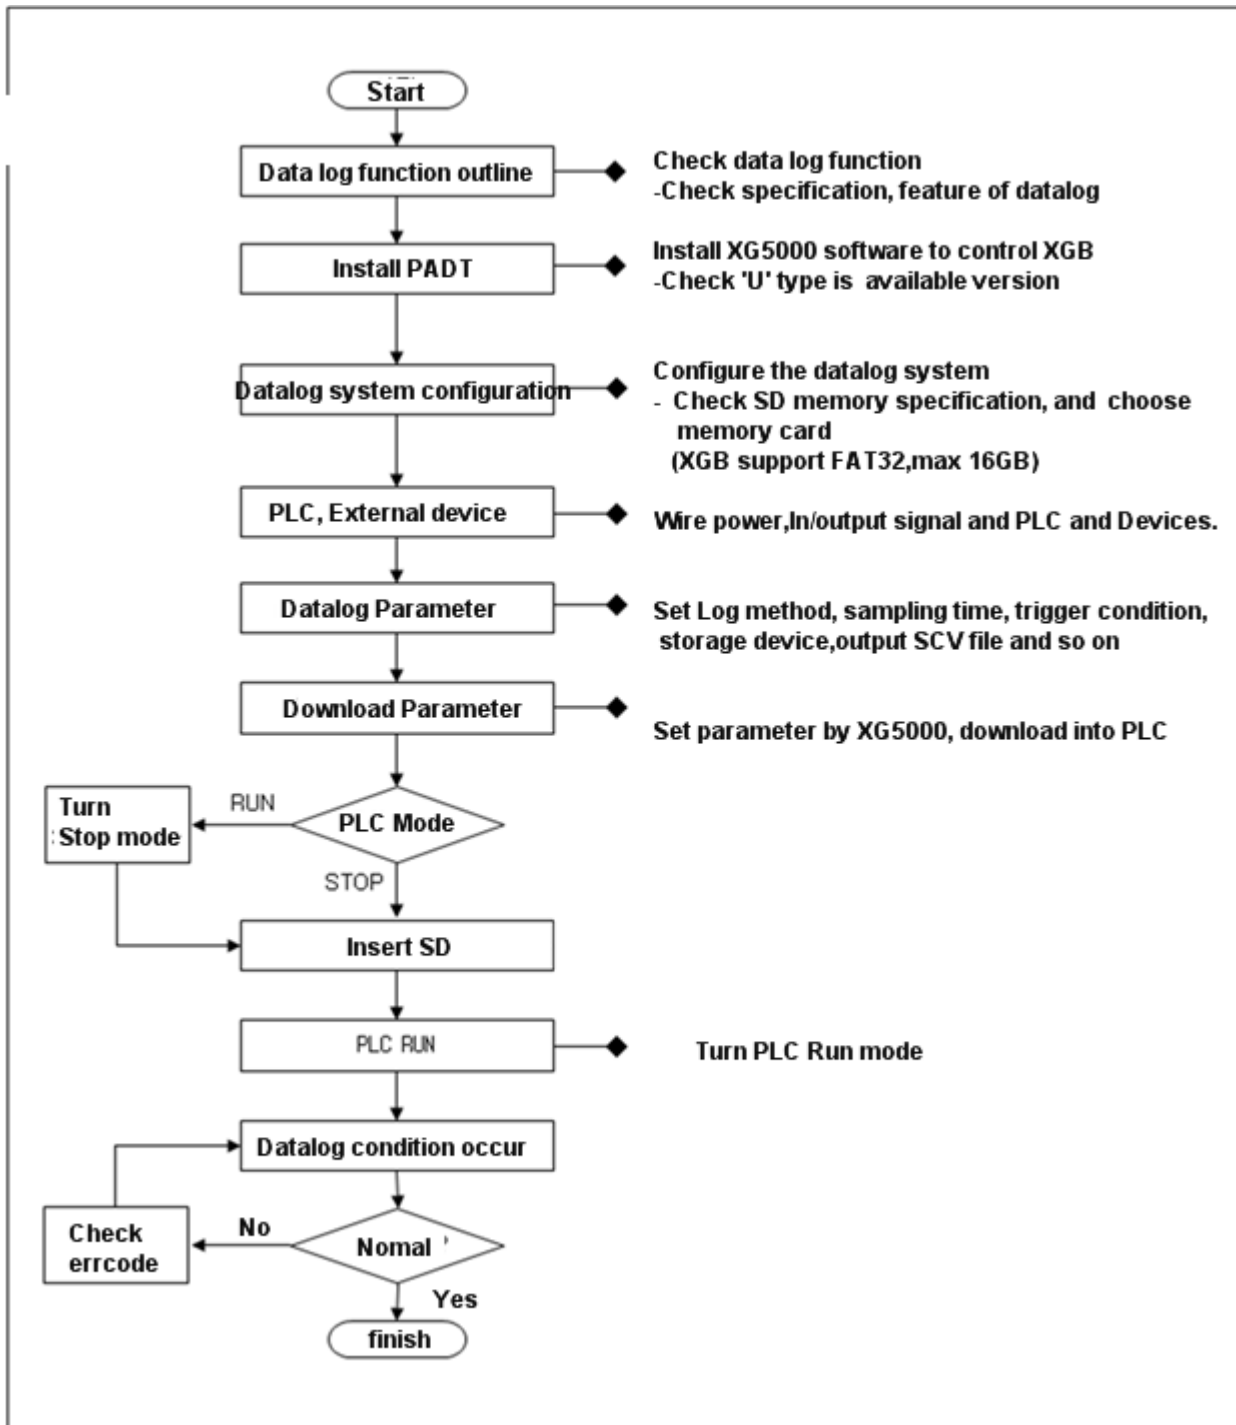 Start
Data log function outline
Check data log function
-Check specification, feature of datalog
Install PADT
Install XG5000 software to control XGB
-Check 'U' type is available version
Datalog system configuration
Configure the datalog system
- Check SD memory specification, and choose
memory card
(XGB support FAT32,max 16GB)
PLC, External device
Wire power,In/output signal and PLC and Devices.
Datalog Parameter
Set Log method, sampling time, trigger condition,
storage device,output SCV file and so on
Download Parameter
Set parameter by XG5000, download into PLC
PLC Mode
RUN
Turn
Stop mode
STOP
Insert SD
PLC RUN
Turn PLC Run mode
Datalog condition occur
Nomal
No
Check
errcode
Yes
finish